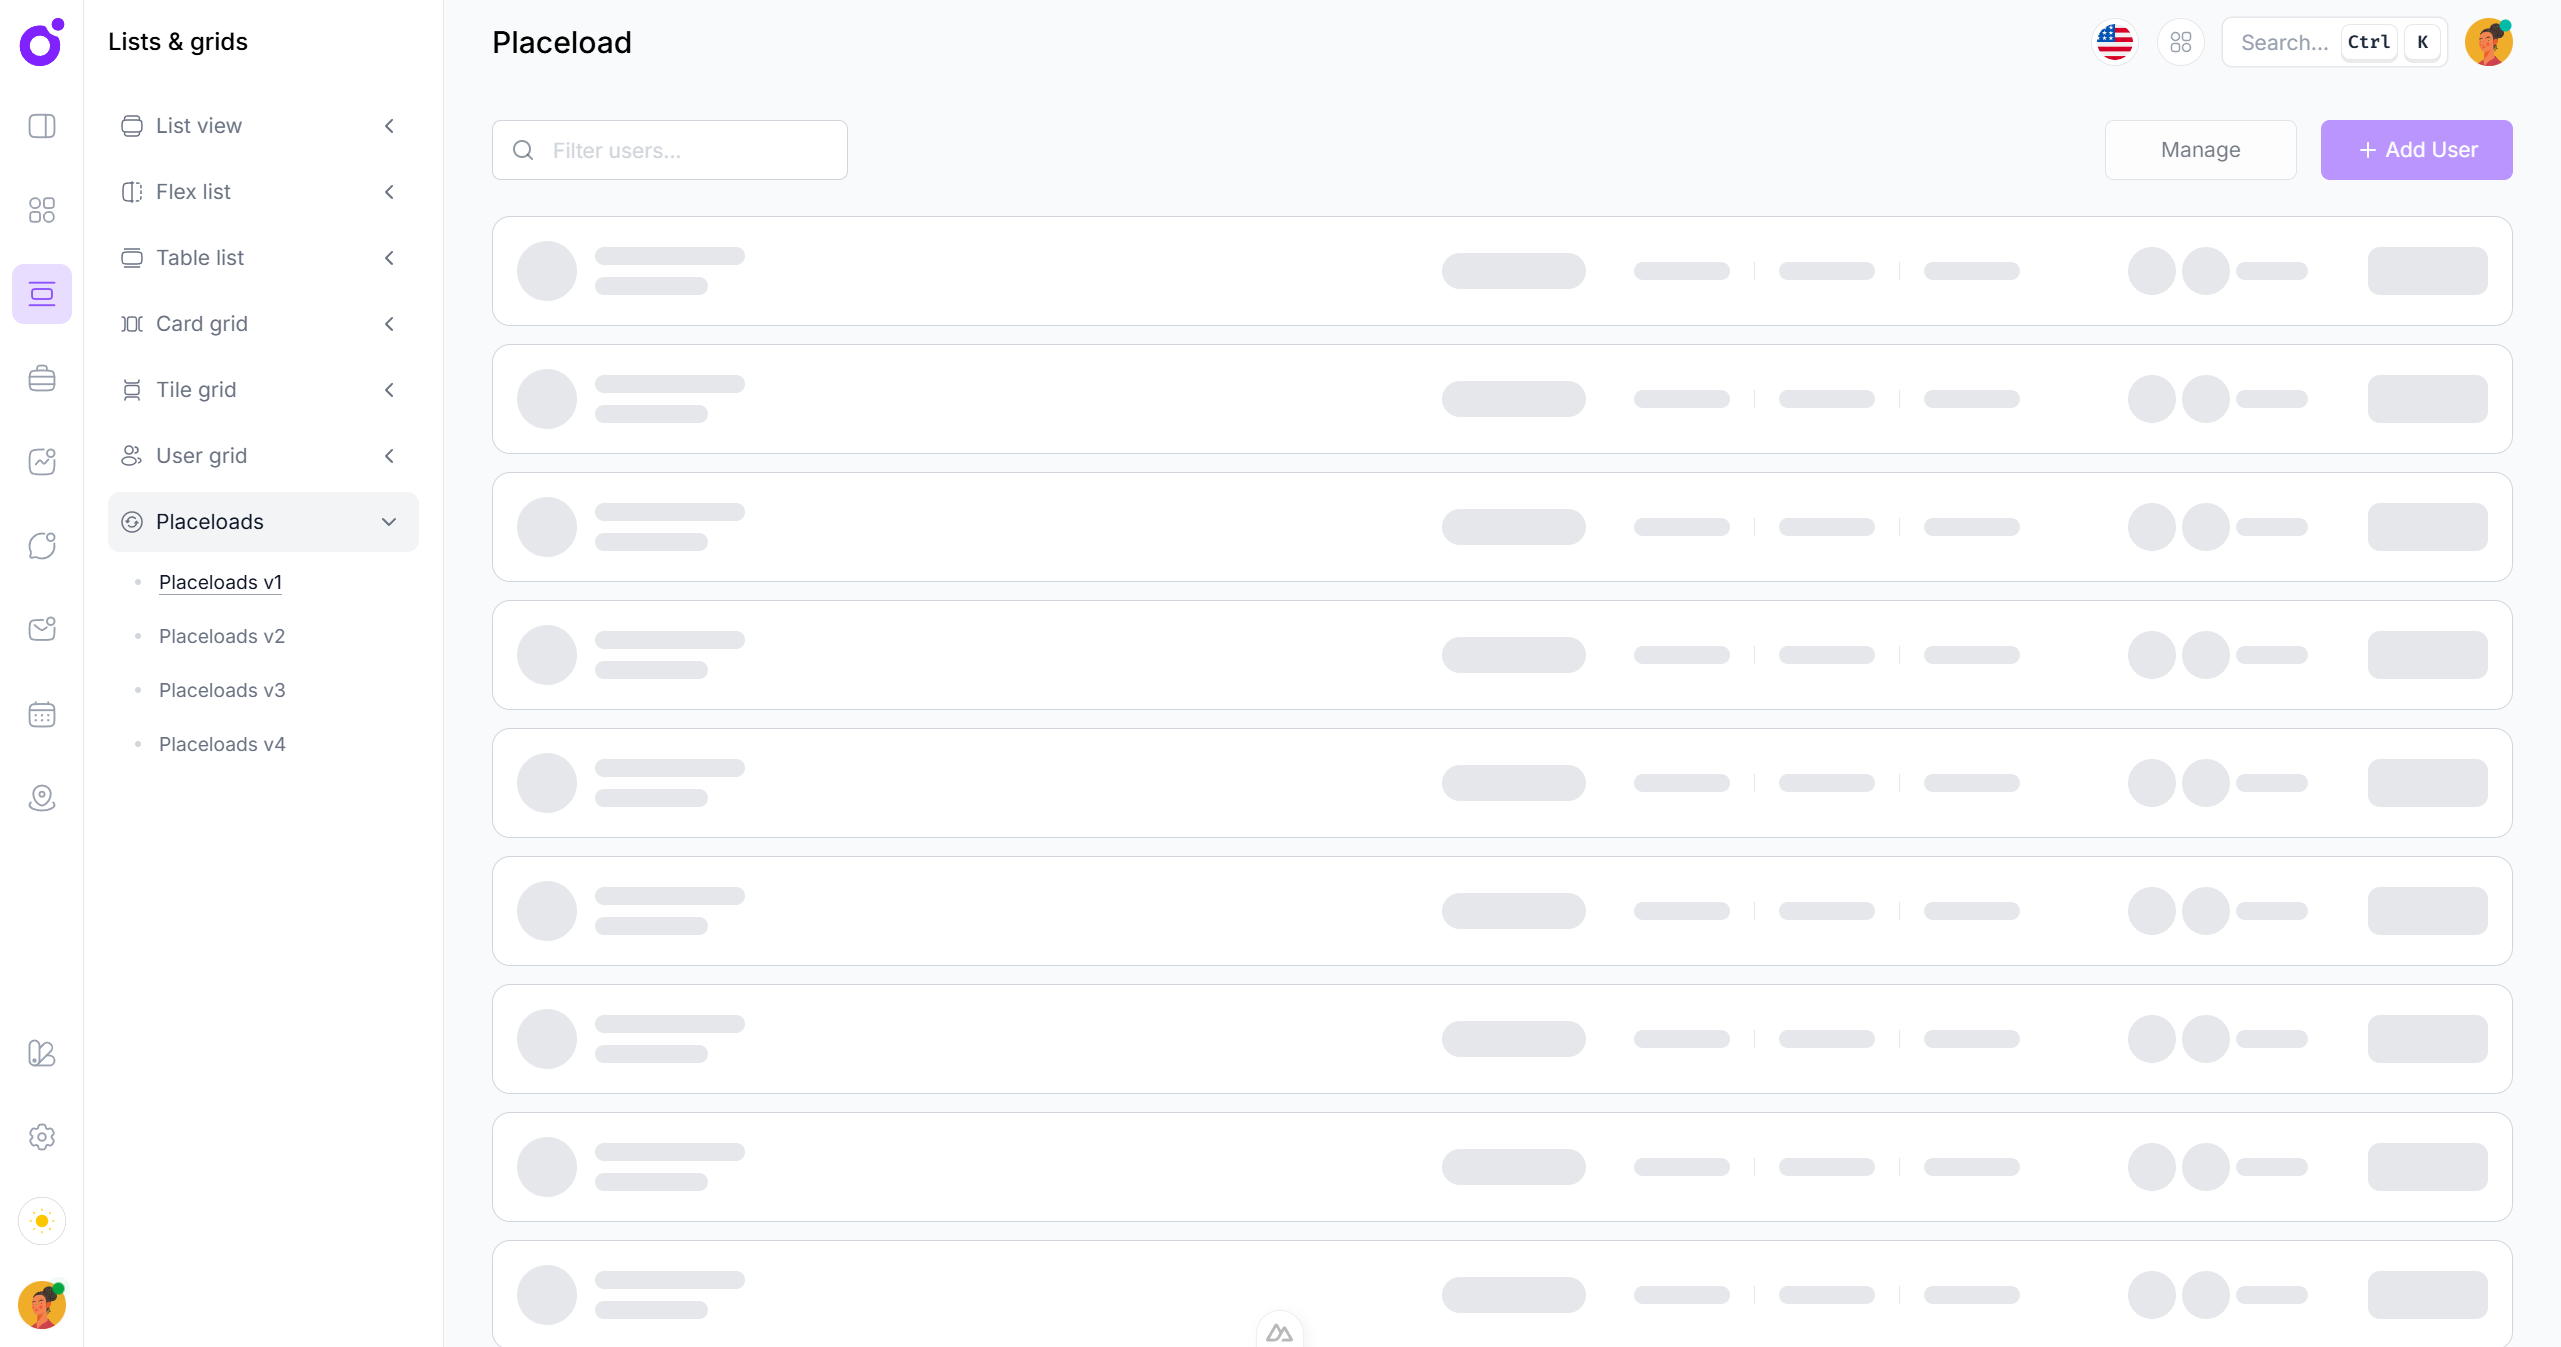 Lists & grids
List view
Flex list
Table list
Card grid
Tile grid
User grid
Placeloads
Placeloads v1
Placeloads v2
Placeloads v3
Placeloads v4
Placeload
Search... Ctrl K
Filter users...
Manage
Add User